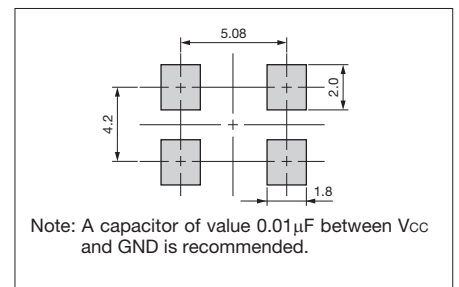 5.08
2.0
4.2
1.8
Note: A capacitor of value 0.01μF between Vcc
and GND is recommended.